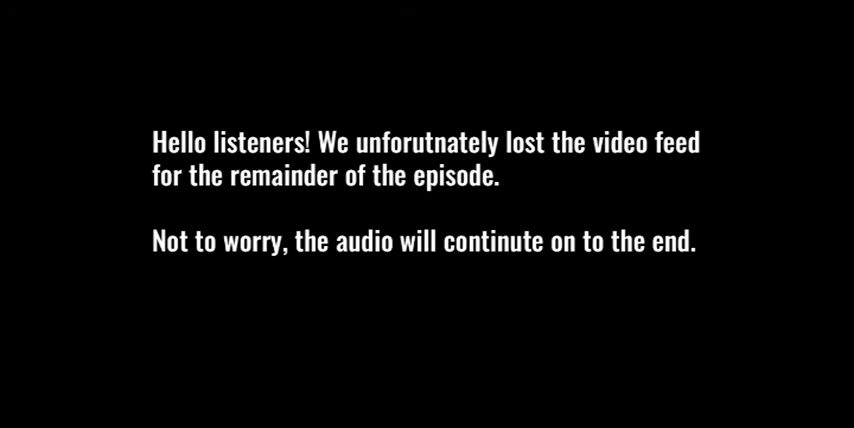 Hello listeners! We unforutnately lost the video feed
for the remainder of the episode.
Not to worry, the audio will continute on to the end.